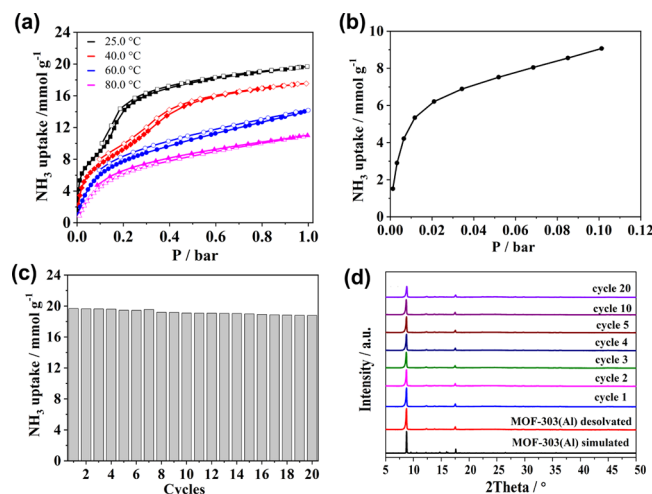 (a)
25.0 °C
40.0 °C
60.0 °C
80.0 °C
NH3 uptake /mmol g-1
24
20
16
12
8
4
0
0.0 0.2 0.4 0.6 0.8 1.0
P / bar
(b)
NH3 uptake / mmol g-1
10
8
6
4
2
0
0.00 0.02 0.04 0.06 0.08 0.10 0.12
P / bar
(c)
NH3 uptake / mmol g-1
24
20
16
12
8
4
0
2 4 6 8 10 12 14 16 18 20
Cycles
(d)
Intensity / a.u.
cycle 20
cycle 10
cycle 5
cycle 4
cycle 3
cycle 2
cycle 1
MOF-303(Al) desolvated
MOF-303(Al) simulated
5 10 15 20 25 30 35 40 45 50
2Theta / °